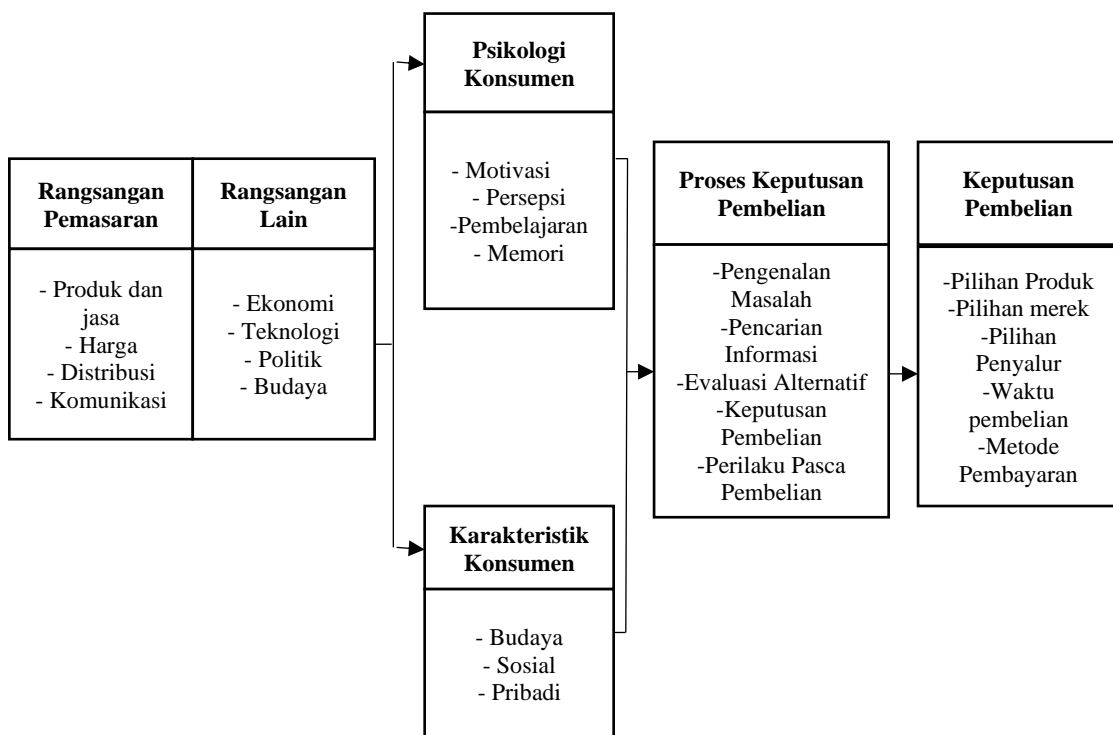 Rangsangan
Pemasaran
- Produk dan
jasa
- Harga
- Distribusi
- Komunikasi
Rangsangan
Lain
- Ekonomi
- Teknologi
- Politik
- Budaya
Psikologi
Konsumen
- Motivasi
- Persepsi
-Pembelajaran
- Memori
Karakteristik
Konsumen
- Budaya
- Sosial
- Pribadi
Proses Keputusan
Pembelian
-Pengenalan
Masalah
-Pencarian
Informasi
-Evaluasi Alternatif
-Keputusan
Pembelian
-Perilaku Pasca
Pembelian
Keputusan
Pembelian
-Pilihan Produk
-Pilihan merek
-Pilihan
Penyalur
-Waktu
pembelian
-Metode
Pembayaran